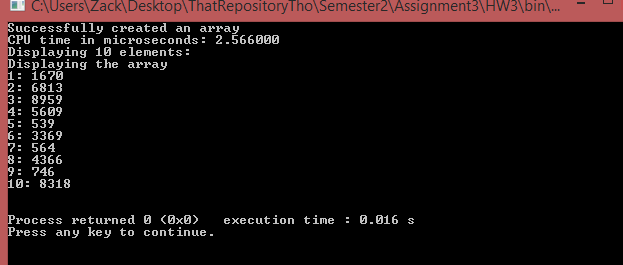 C:\Users\Zack\Desktop\ThatRepositoryTho\Semester2\Assignment3\HW3\bin\...
Successfully created an array
CPU time in microseconds: 2.566000
Displaying 10 elements:
Displaying the array
1: 1670
2: 6813
3: 8959
4: 5609
5: 539
6: 3369
7: 564
8: 4366
9: 746
10: 8318
Process returned 0 (0x0)   execution time : 0.016 s
Press any key to continue.